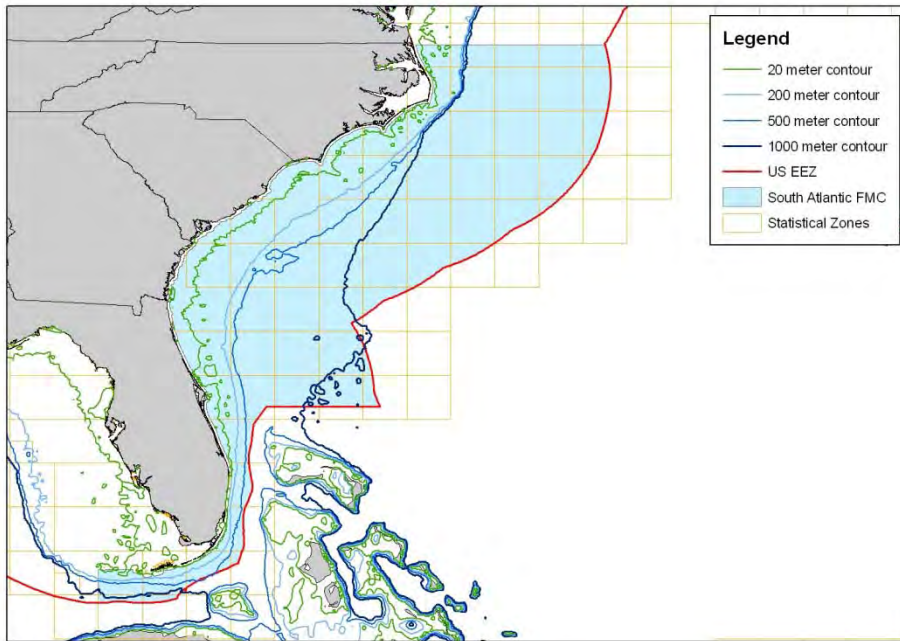 Legend
20 meter contour
200 meter contour
500 meter contour
1000 meter contour
US EEZ
South Atlantic FMC
Statistical Zones